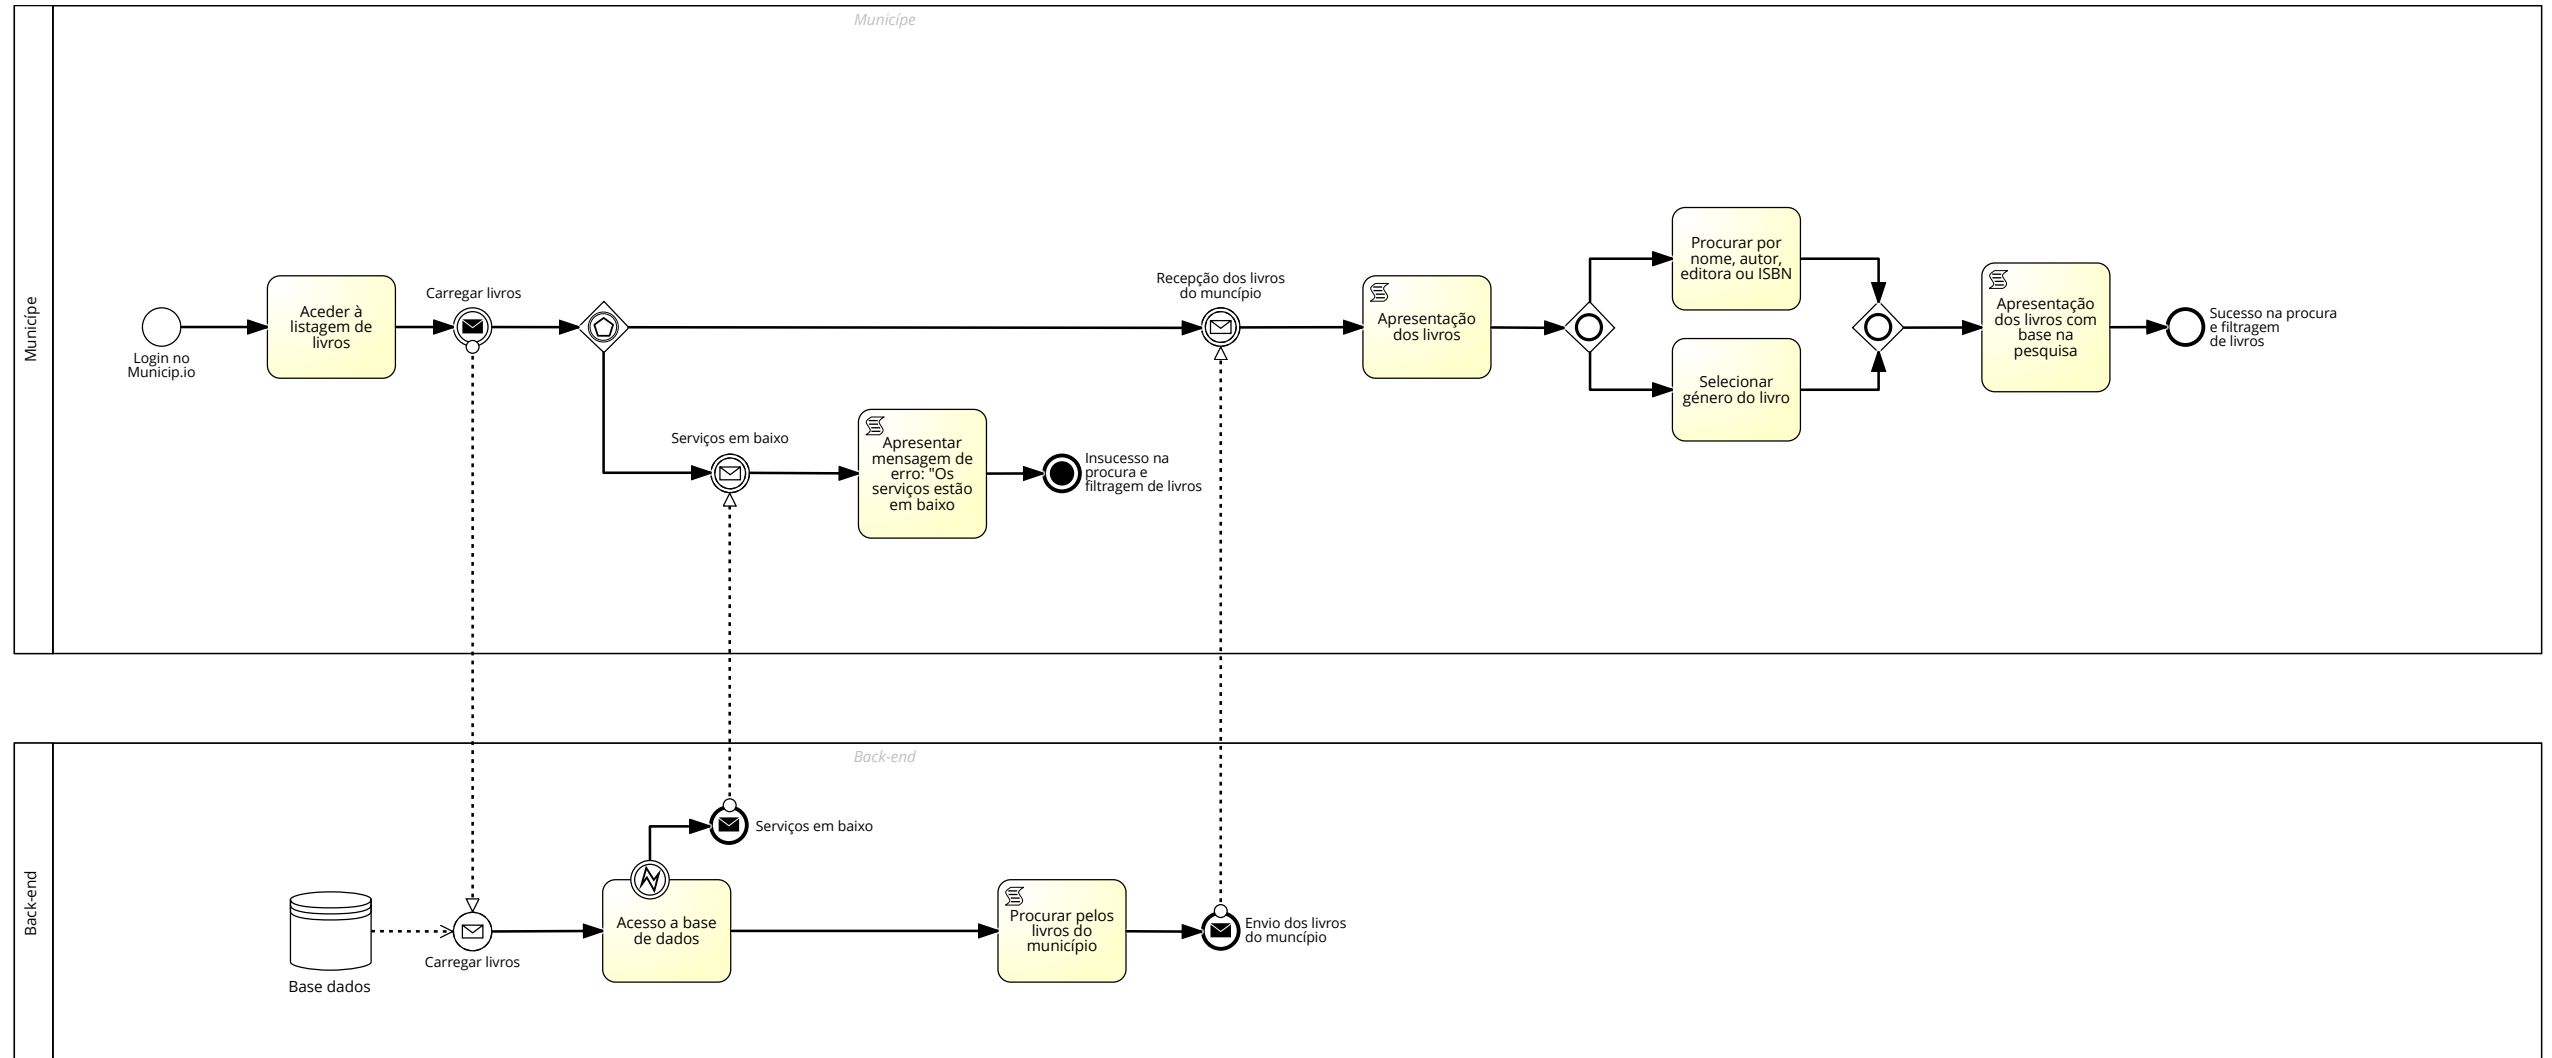 Municípe
Municípe
Login no
Municip.io
Aceder à
listagem de
livros
Carregar livros
Serviços em baixo
Apresentar
mensagem de
erro: "Os
serviços estão
em baixo
Insucesso na
procura e
filtragem de livros
Recepção dos livros
do muncípio
Apresentação
dos livros
Procurar por
nome, autor,
editora ou ISBN
Selecionar
género do livro
Apresentação
dos livros com
base na
pesquisa
Sucesso na procura
e filtragem
de livros
Back-end
Back-end
Base dados
Carregar livros
Acesso a base
de dados
Serviços em baixo
Procurar pelos
livros do
município
Envio dos livros
do muncípio